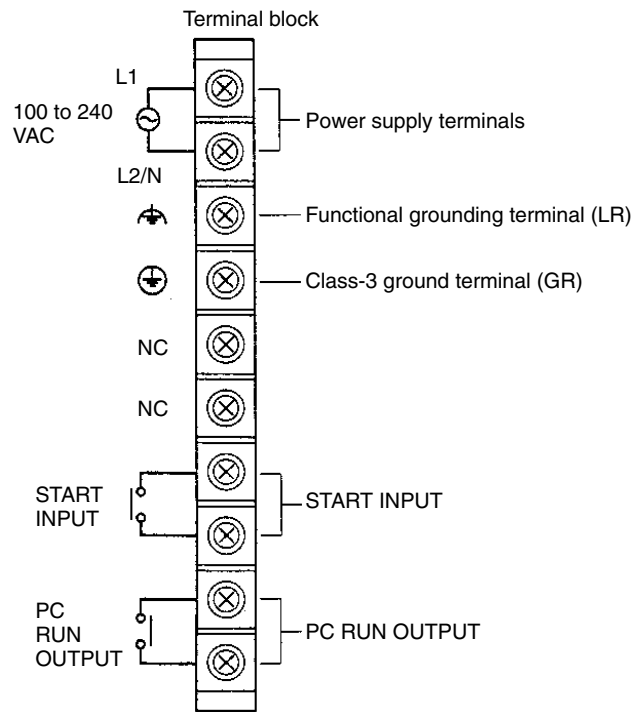 Terminal block
L1
100 to 240
VAC
Power supply terminals
L2/N
Functional grounding terminal (LR)
Class-3 ground terminal (GR)
NC
NC
START
INPUT
START INPUT
PC
RUN
OUTPUT
PC RUN OUTPUT